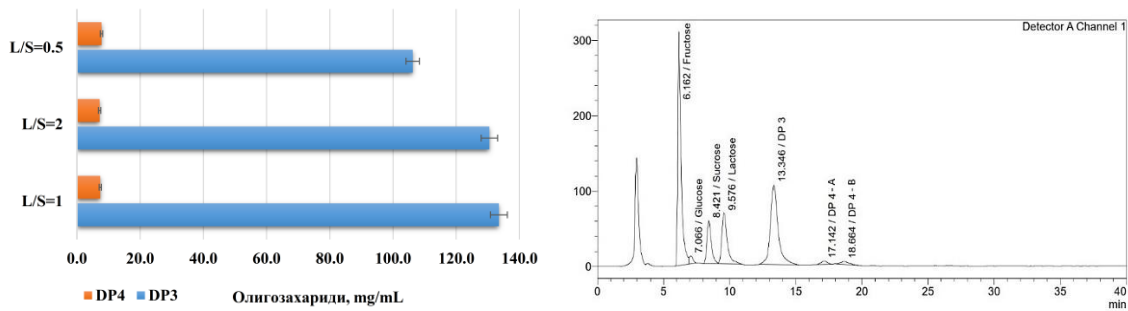 L/S=0.5
L/S=2
L/S=1
0.0 20.0 40.0 60.0 80.0 100.0 120.0 140.0
DP4 DP3 Олигозахариди, mg/mL
Detector A Channel 1
300
200
100
0
6.162 / Fructose
7.066 / Glucose
8.421 / Sucrose
9.576 / Lactose
13.346 / DP 3
17.142 / DP 4 - A
18.664 / DP 4 - B
0 5 10 15 20 25 30 35 40
min